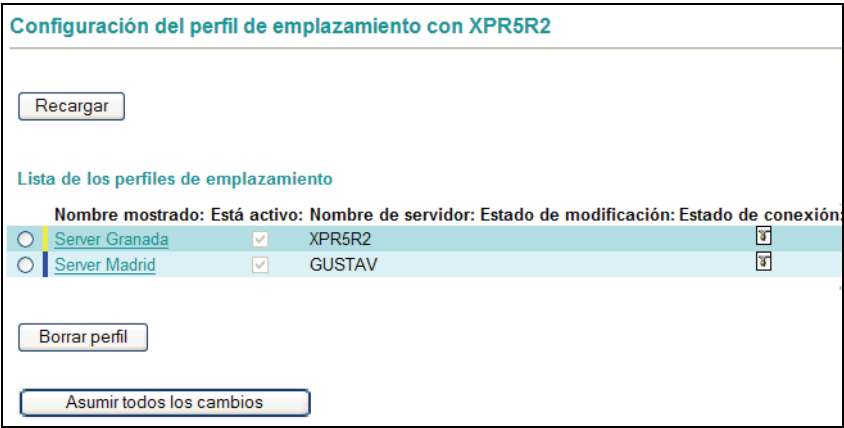 Configuración del perfil de emplazamiento con XPR5R2
Recargar
Lista de los perfiles de emplazamiento
Nombre mostrado: Está activo: Nombre de servidor: Estado de modificación: Estado de conexión:
Server Granada XPR5R2
Server Madrid GUSTAV
Borrar perfil
Asumir todos los cambios